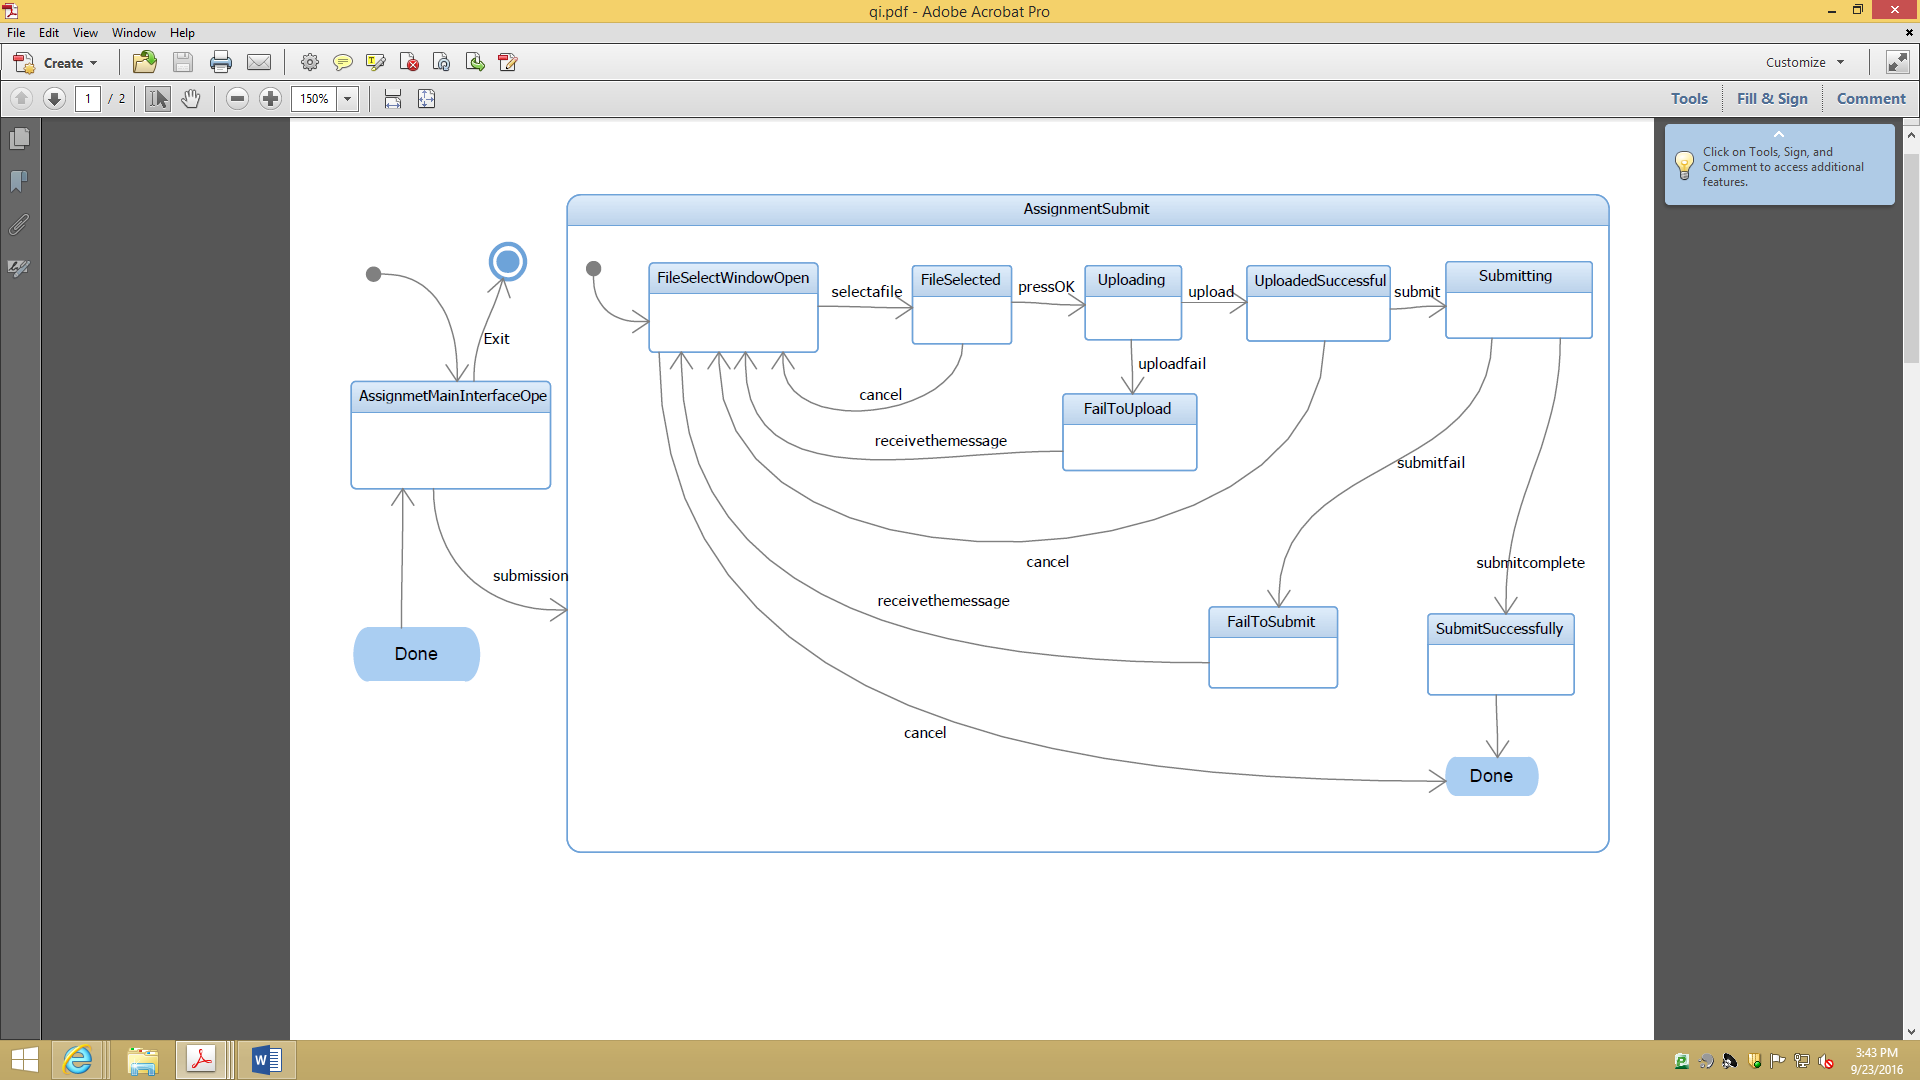 qi.pdf - Adobe Acrobat Pro
File Edit View Window Help
Create
Customize
1 / 2
150%
Tools
Fill & Sign
Comment
Click on Tools, Sign, and
Comment to access additional
features.
AssignmentSubmit
FileSelectWindowOpen
selectafile
FileSelected
pressOK
Uploading
upload
UploadedSuccessful
submit
Submitting
Exit
uploadfail
AssignmetMainInterfaceOpe
cancel
FailToUpload
receivethemessage
submitfail
submission
cancel
submitcomplete
receivethemessage
FailToSubmit
SubmitSuccessfully
Done
cancel
Done
3:43 PM
9/23/2016